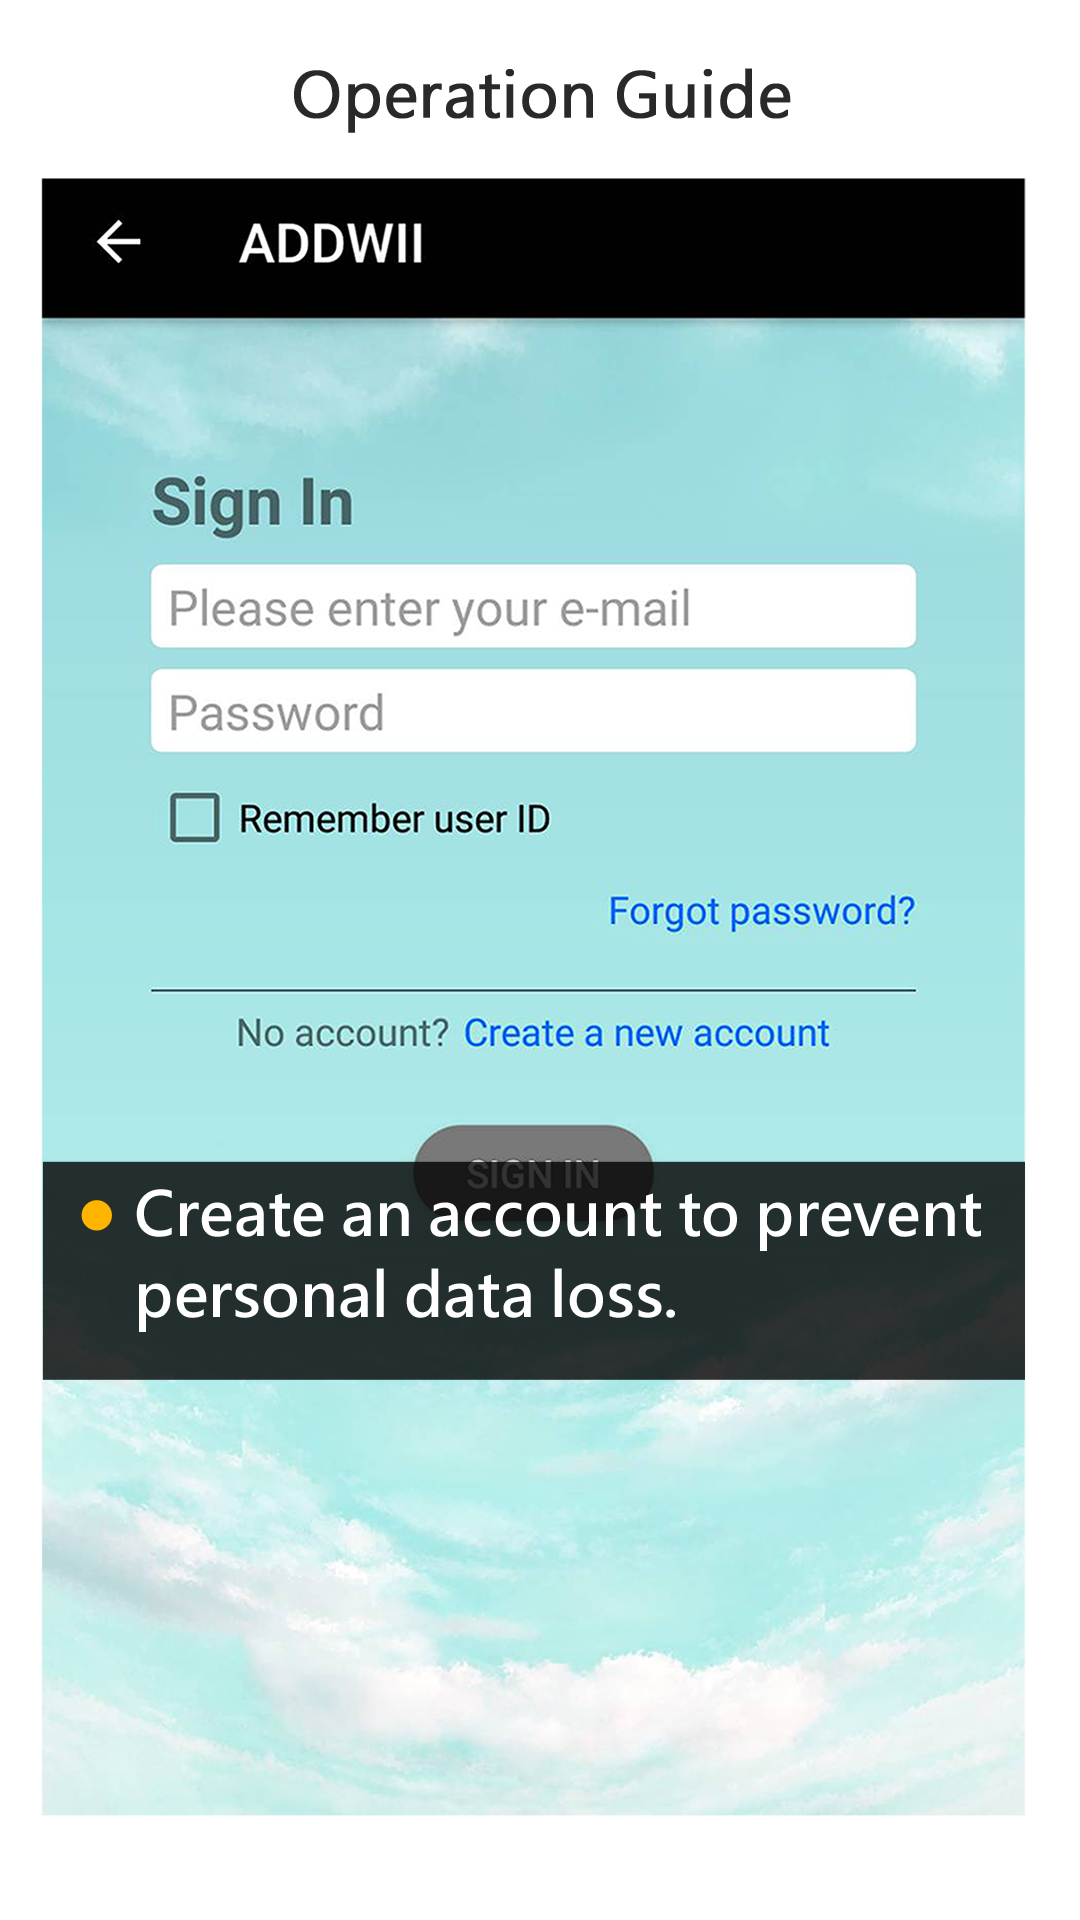 Operation Guide
ADDWII
Sign In
Please enter your e-mail
Password
Remember user ID
Forgot password?
No account? Create a new account
SIGN IN
Create an account to prevent
personal data loss.